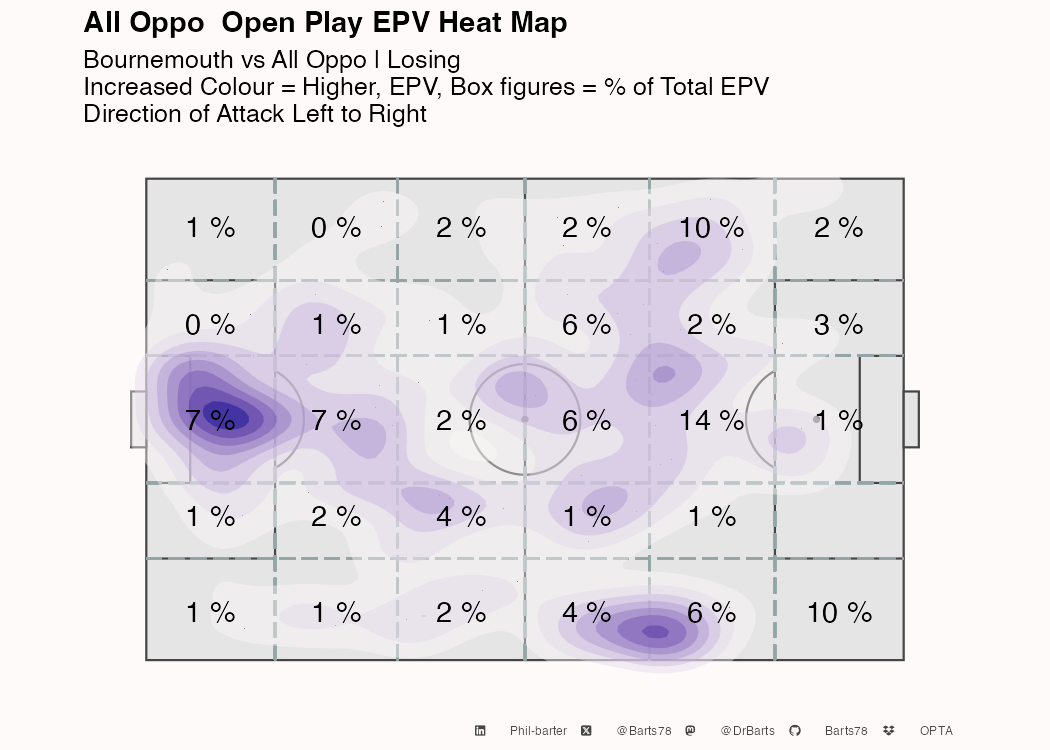 All Oppo  Open Play EPV Heat Map
Bournemouth vs All Oppo | Losing
Increased Colour = Higher, EPV, Box figures = % of Total EPV
Direction of Attack Left to Right
1 % 0 % 2 % 2 % 10 % 2 %
0 % 1 % 1 % 6 % 2 % 3 %
7 % 7 % 2 % 6 % 14 % 1 %
1 % 2 % 4 % 1 % 1 %
1 % 1 % 2 % 4 % 6 % 10 %
Phil-barter @Barts78 @DrBarts Barts78 OPTA